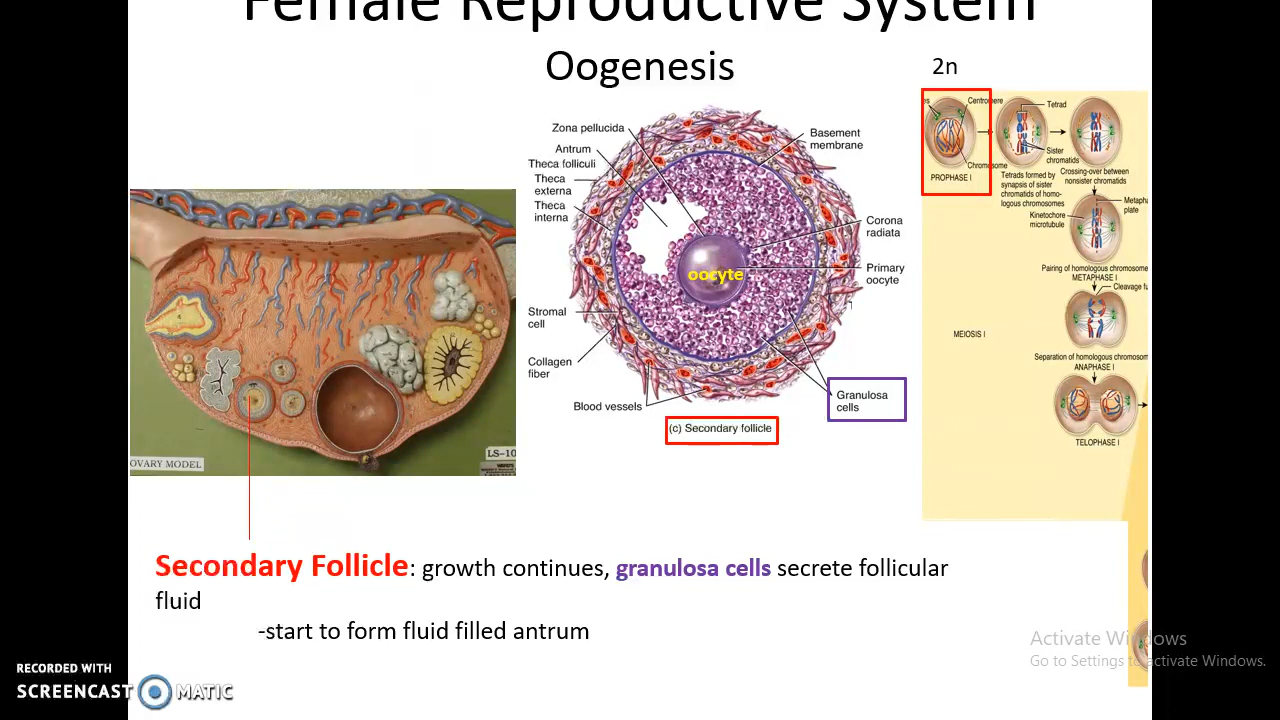 Female Reproductive System
Oogenesis
2n
Zona pellucida
Antrum
Theca folliculi
Theca
externa
Theca
interna
Stromal
cell
Collagen
fiber
Blood vessels
Basement
membrane
Corona
radiata
Primary
oocyte
oocyte
Granulosa
cells
(c) Secondary follicle
Centromere
Chromosome
PROPHASE I
Tetrad
Sister
chromatids
Tetrads formed by
synapsis of sister
chromatids of homo-
logous chromosomes
Crossing-over between
nonsister chromatids
plate
Kinetochore
microtubule
Pairing of homologous chromosome
METAPHASE I
Cleavage fu
MEIOSIS I
Separation of homologous chromosom
ANAPHASE I
TELOPHASE I
OVARY MODEL
LS-10
Secondary Follicle: growth continues, granulosa cells secrete follicular
fluid
-start to form fluid filled antrum
Activate Windows
Go to Settings to activate Windows.
RECORDED WITH
SCREENCAST MATIC